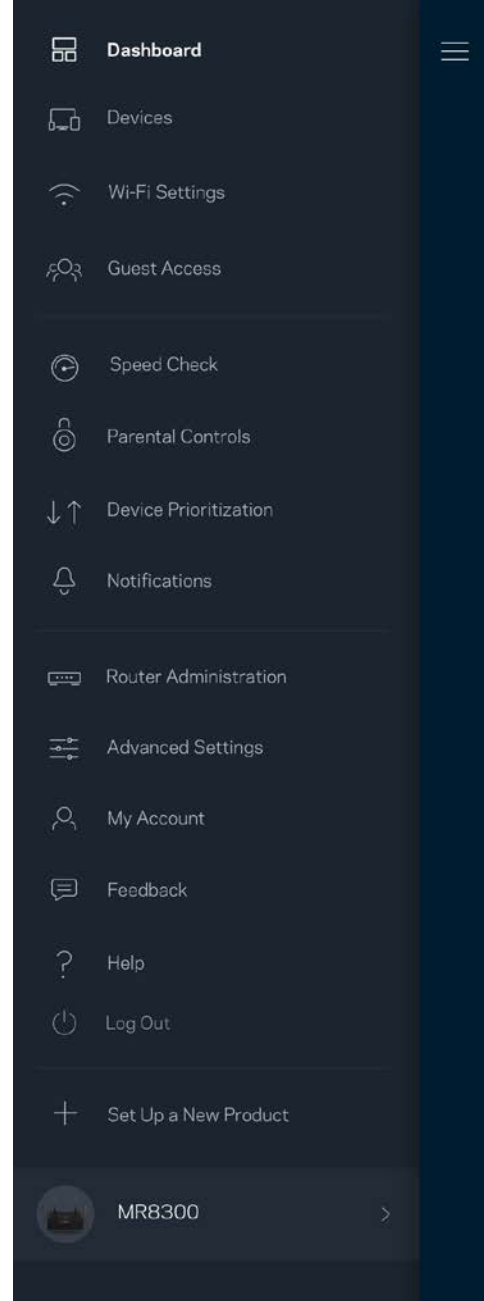 Dashboard
Devices
Wi-Fi Settings
Guest Access
Speed Check
Parental Controls
Device Prioritization
Notifications
Router Administration
Advanced Settings
My Account
Feedback
Help
Log Out
Set Up a New Product
MR8300